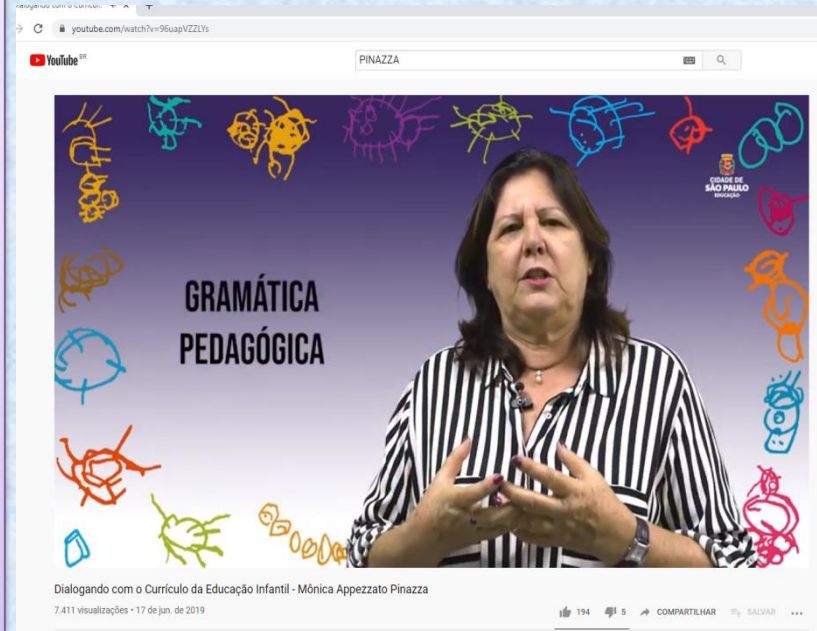 youtube.com/watch?v=96uapVZZLYs
YouTube BR
PINAZZA
CIDADE DE
SÃO PAULO
EDUCAÇÃO
GRAMÁTICA
PEDAGÓGICA
Dialogando com o Currículo da Educação Infantil - Mônica Appezzato Pinazza
7.411 visualizações • 17 de jun. de 2019
194 5 COMPARTILHAR SALVAR ...